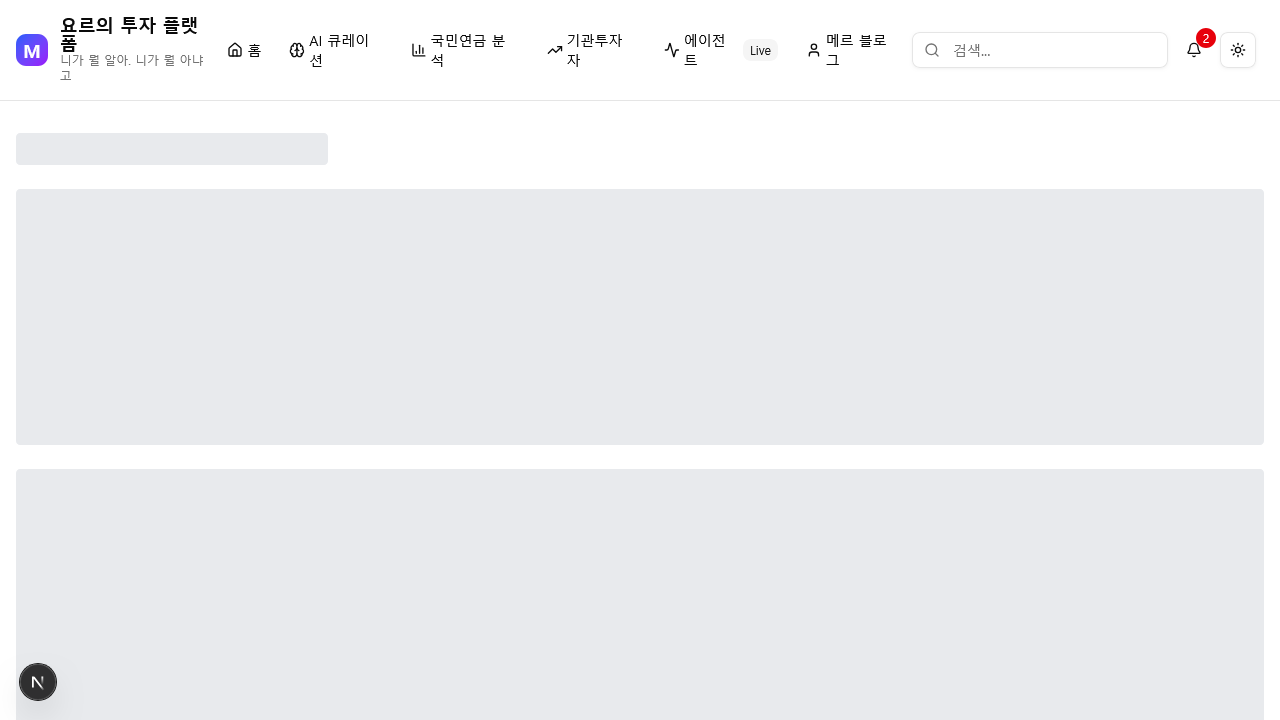 M
요르의 투자 플랫
폼
니가 뭘 알아. 니가 뭘 아냐
고
홈
AI 큐레이
션
국민연금 분
석
기관투자
자
에이전
트
Live
메르 블로
그
검색...
2
N